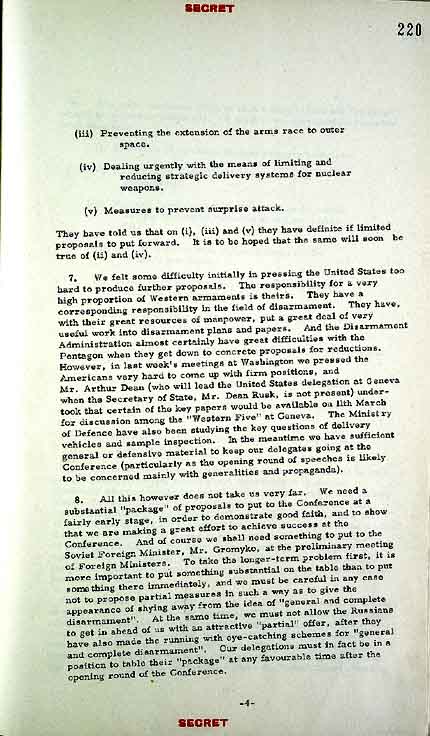 SECRET
220
(iii) Preventing the extension of the arms race to outer
space.
(iv) Dealing urgently with the means of limiting and
reducing strategic delivery systems for nuclear
weapons.
(v) Measures to prevent surprise attack.
They have told us that on (i), (iii) and (v) they have definite if limited
proposals to put forward. It is to be hoped that the same will soon be
true of (ii) and (iv).
7. We felt some difficulty initially in pressing the United States too
hard to produce further proposals. The responsibility for a very
high proportion of Western armaments is theirs. They have a
corresponding responsibility in the field of disarmament. They have,
with their great resources of manpower, put a great deal of very
useful work into disarmament plans and papers. And the Disarmament
Administration almost certainly have great difficulties with the
Pentagon when they get down to concrete proposals for reductions.
However, in last week's meetings at Washington we pressed the
Americans very hard to come up with firm positions, and
Mr. Arthur Dean (who will lead the United States delegation at Geneva
when the Secretary of State, Mr. Dean Rusk, is not present) under-
took that certain of the key papers would be available on 11th March
for discussion among the "Western Five" at Geneva. The Ministry
of Defence have also been studying the key questions of delivery
vehicles and sample inspection. In the meantime we have sufficient
general or defensive material to keep our delegates going at the
Conference (particularly as the opening round of speeches is likely
to be concerned mainly with generalities and propaganda).
8. All this however does not take us very far. We need a
substantial "package" of proposals to put to the Conference at a
fairly early stage, in order to demonstrate good faith, and to show
that we are making a great effort to achieve success at the
Conference. And of course we shall need something to put to the
Soviet Foreign Minister, Mr. Gromyko, at the preliminary meeting
of Foreign Ministers. To take the longer-term problem first, it is
more important to put something substantial on the table than to put
something there immediately, and we must be careful in any case
not to propose partial measures in such a way as to give the
appearance of shying away from the idea of "general and complete
disarmament". At the same time, we must not allow the Russians
to get in ahead of us with an attractive "partial" offer, after they
have also made the running with eye-catching schemes for "general
and complete disarmament". Our delegations must in fact be in a
position to table their "package" at any favourable time after the
opening round of the Conference.
-4-
SECRET